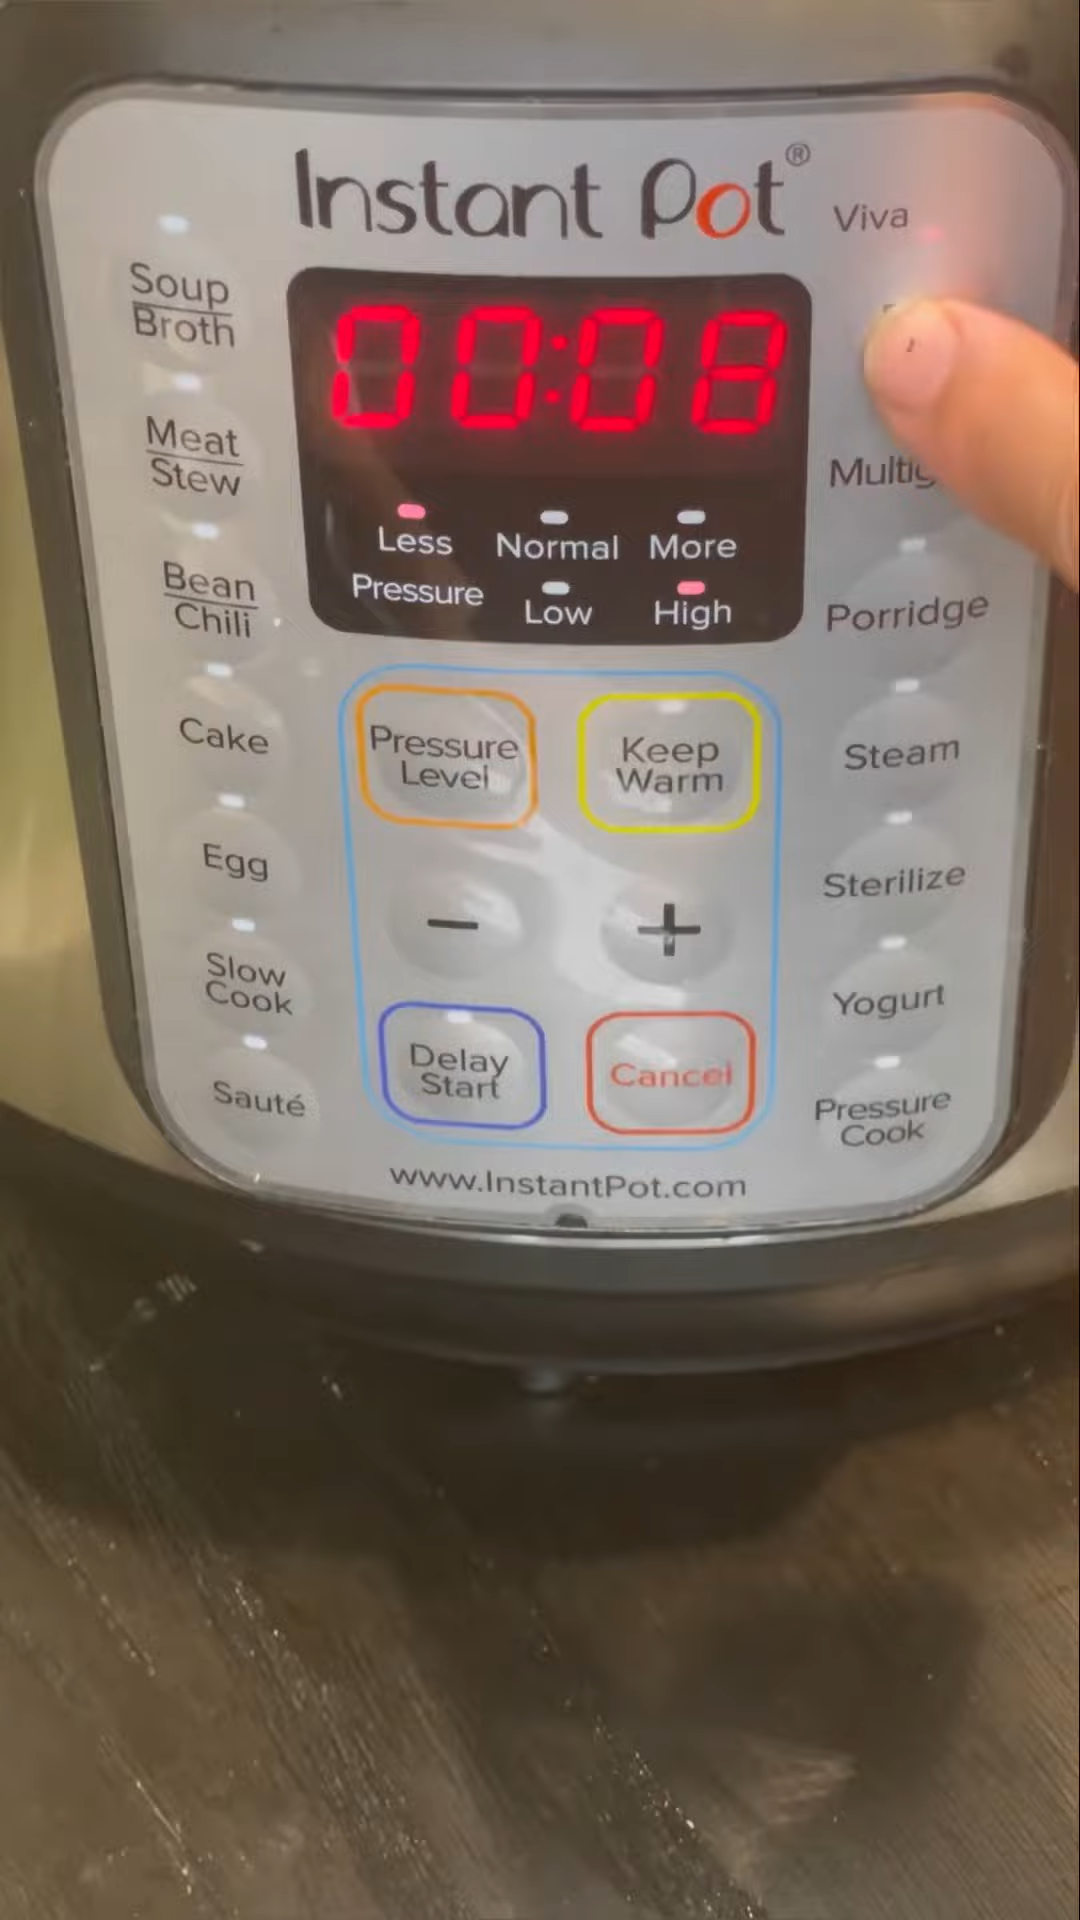 Instant Pot®
Viva
00:08
Less
Normal
More
Pressure
Low
High
Soup
Broth
Meat
Stew
Bean
Chili
Cake
Egg
Slow
Cook
Sauté
Pressure
Level
Keep
Warm
−
+
Delay
Start
Cancel
Porridge
Steam
Sterilize
Yogurt
Pressure
Cook
www.InstantPot.com